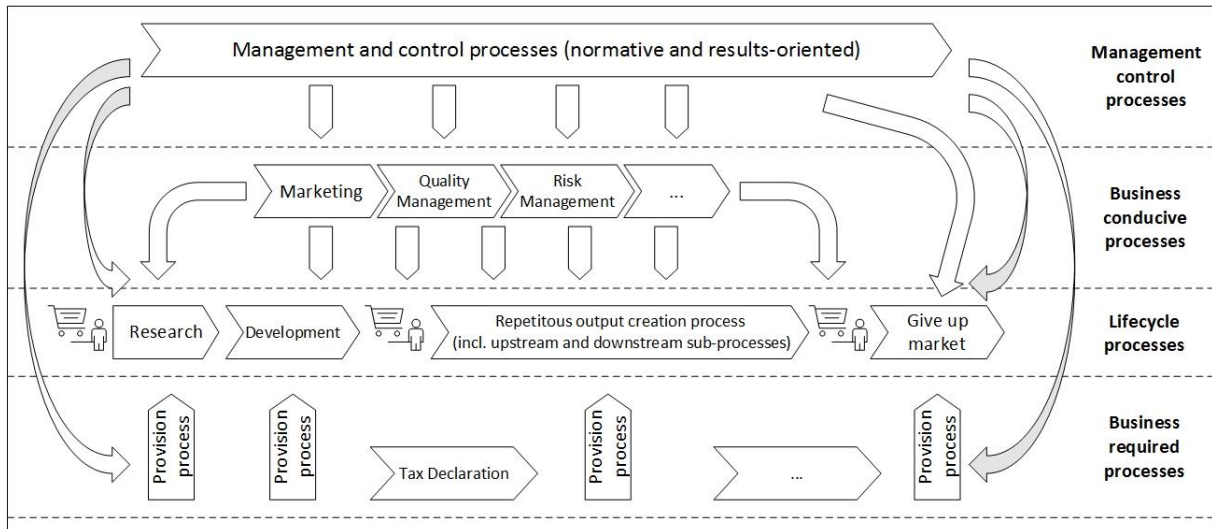 Management and control processes (normative and results-oriented)
Management
control
processes
Marketing
Quality
Management
Risk
Management
...
Business
conducive
processes
Research
Development
Repetitous output creation process
(incl. upstream and downstream sub-processes)
Give up
market
Lifecycle
processes
Provision
process
Provision
process
Tax Declaration
Provision
process
...
Provision
process
Business
required
processes